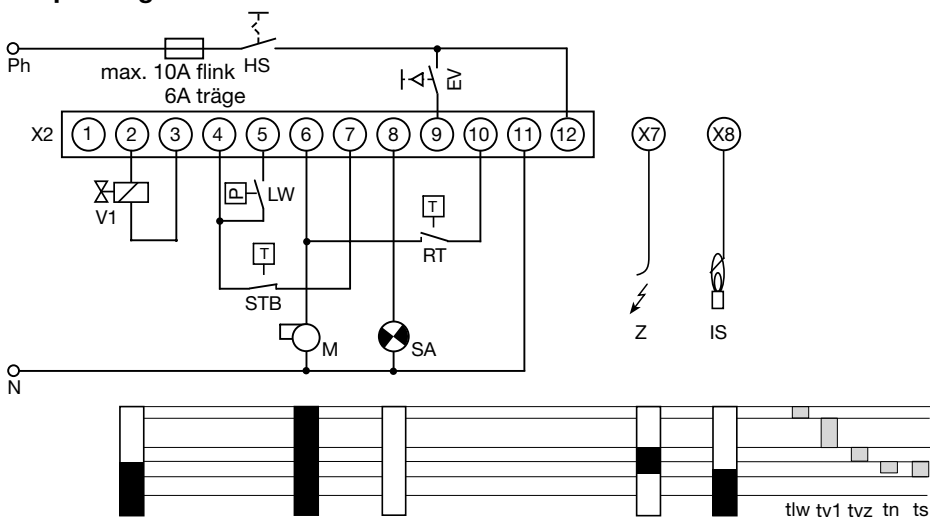 Ph
max. 10A flink
6A träge
HS
EV
X2 1 2 3 4 5 6 7 8 9 10 11 12 X7 X8
V1
P LW
T
RT
T
STB
M
SA
Z
IS
N
tlw tv1 tvz tn ts